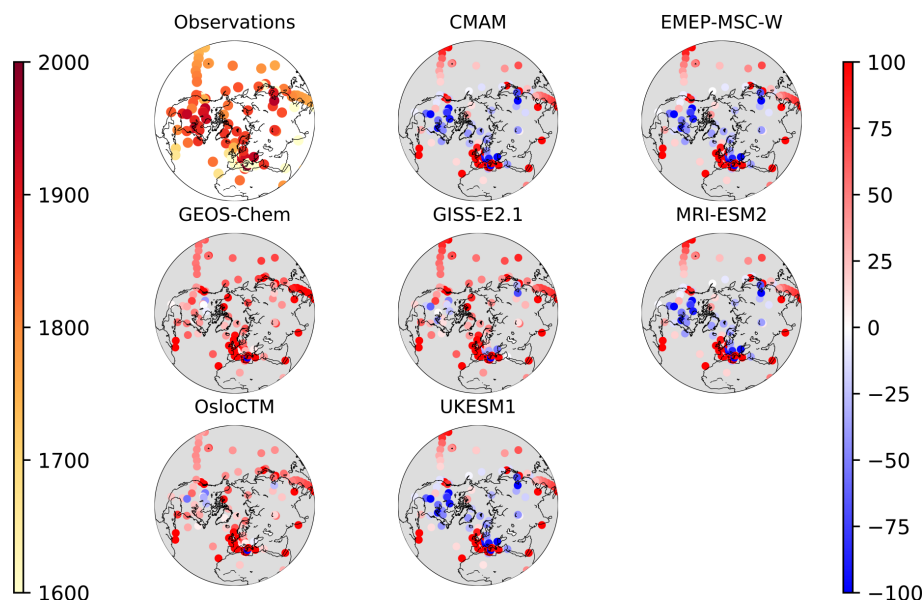 Observations
CMAM
EMEP-MSC-W
2000
1900
1800
1700
1600
GEOS-Chem
GISS-E2.1
MRI-ESM2
OsloCTM
UKESM1
100
75
50
25
0
−25
−50
−75
−100